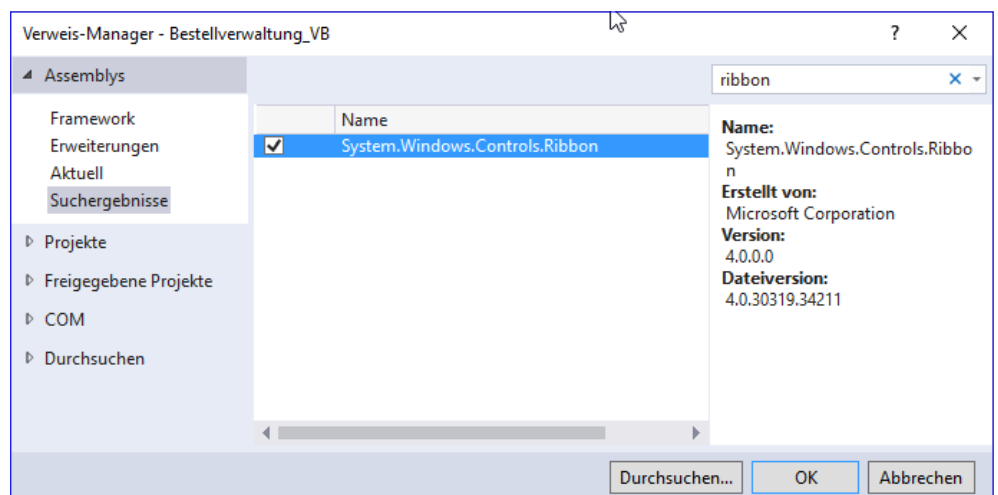 Verweis-Manager - Bestellverwaltung_VB
? ×
Assemblys
ribbon
Framework
Erweiterungen
Aktuell
Suchergebnisse
Projekte
Freigegebene Projekte
COM
Durchsuchen
Name
System.Windows.Controls.Ribbon
Name:
System.Windows.Controls.Ribbo
n
Erstellt von:
Microsoft Corporation
Version:
4.0.0.0
Dateiversion:
4.0.30319.34211
Durchsuchen... OK Abbrechen